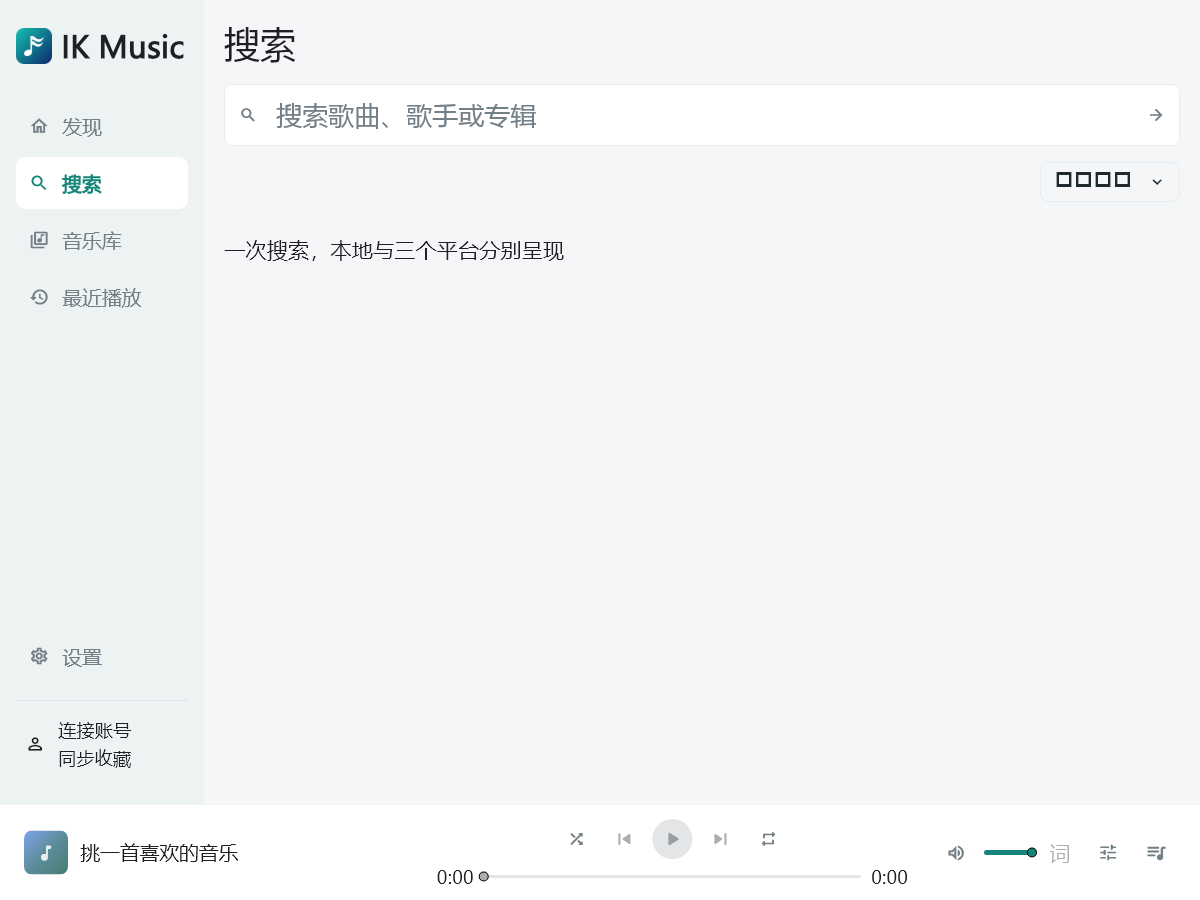 IK Music
发现
搜索
音乐库
最近播放
设置
连接账号
同步收藏
搜索
搜索歌曲、歌手或专辑
一次搜索，本地与三个平台分别呈现
挑一首喜欢的音乐
0:00
0:00
词